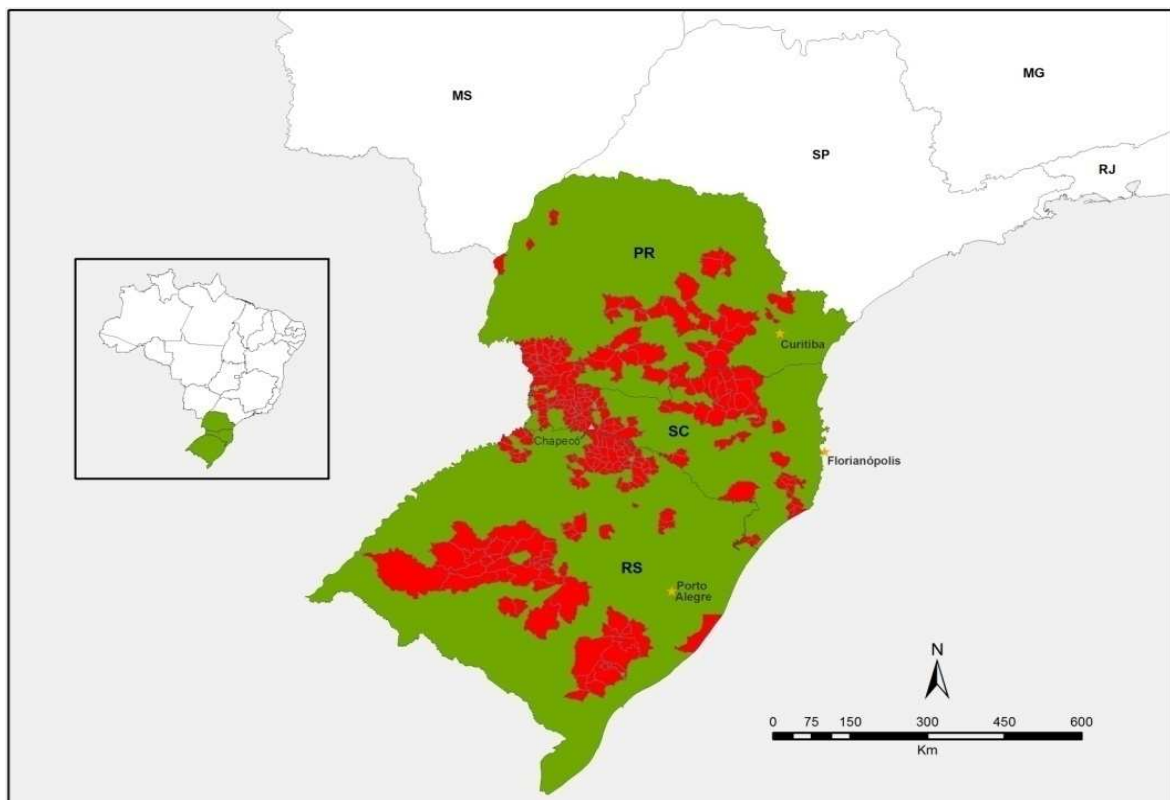 MG
MS
SP
RJ
PR
Curitiba
SC
Chapecó
Florianópolis
RS
Porto
Alegre
N
0 75 150 300 450 600
Km